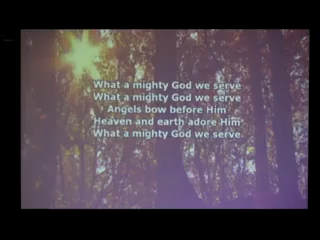 What a mighty God we serve
What a mighty God we serve
Angels bow before Him
Heaven and earth adore Him
What a mighty God we serve